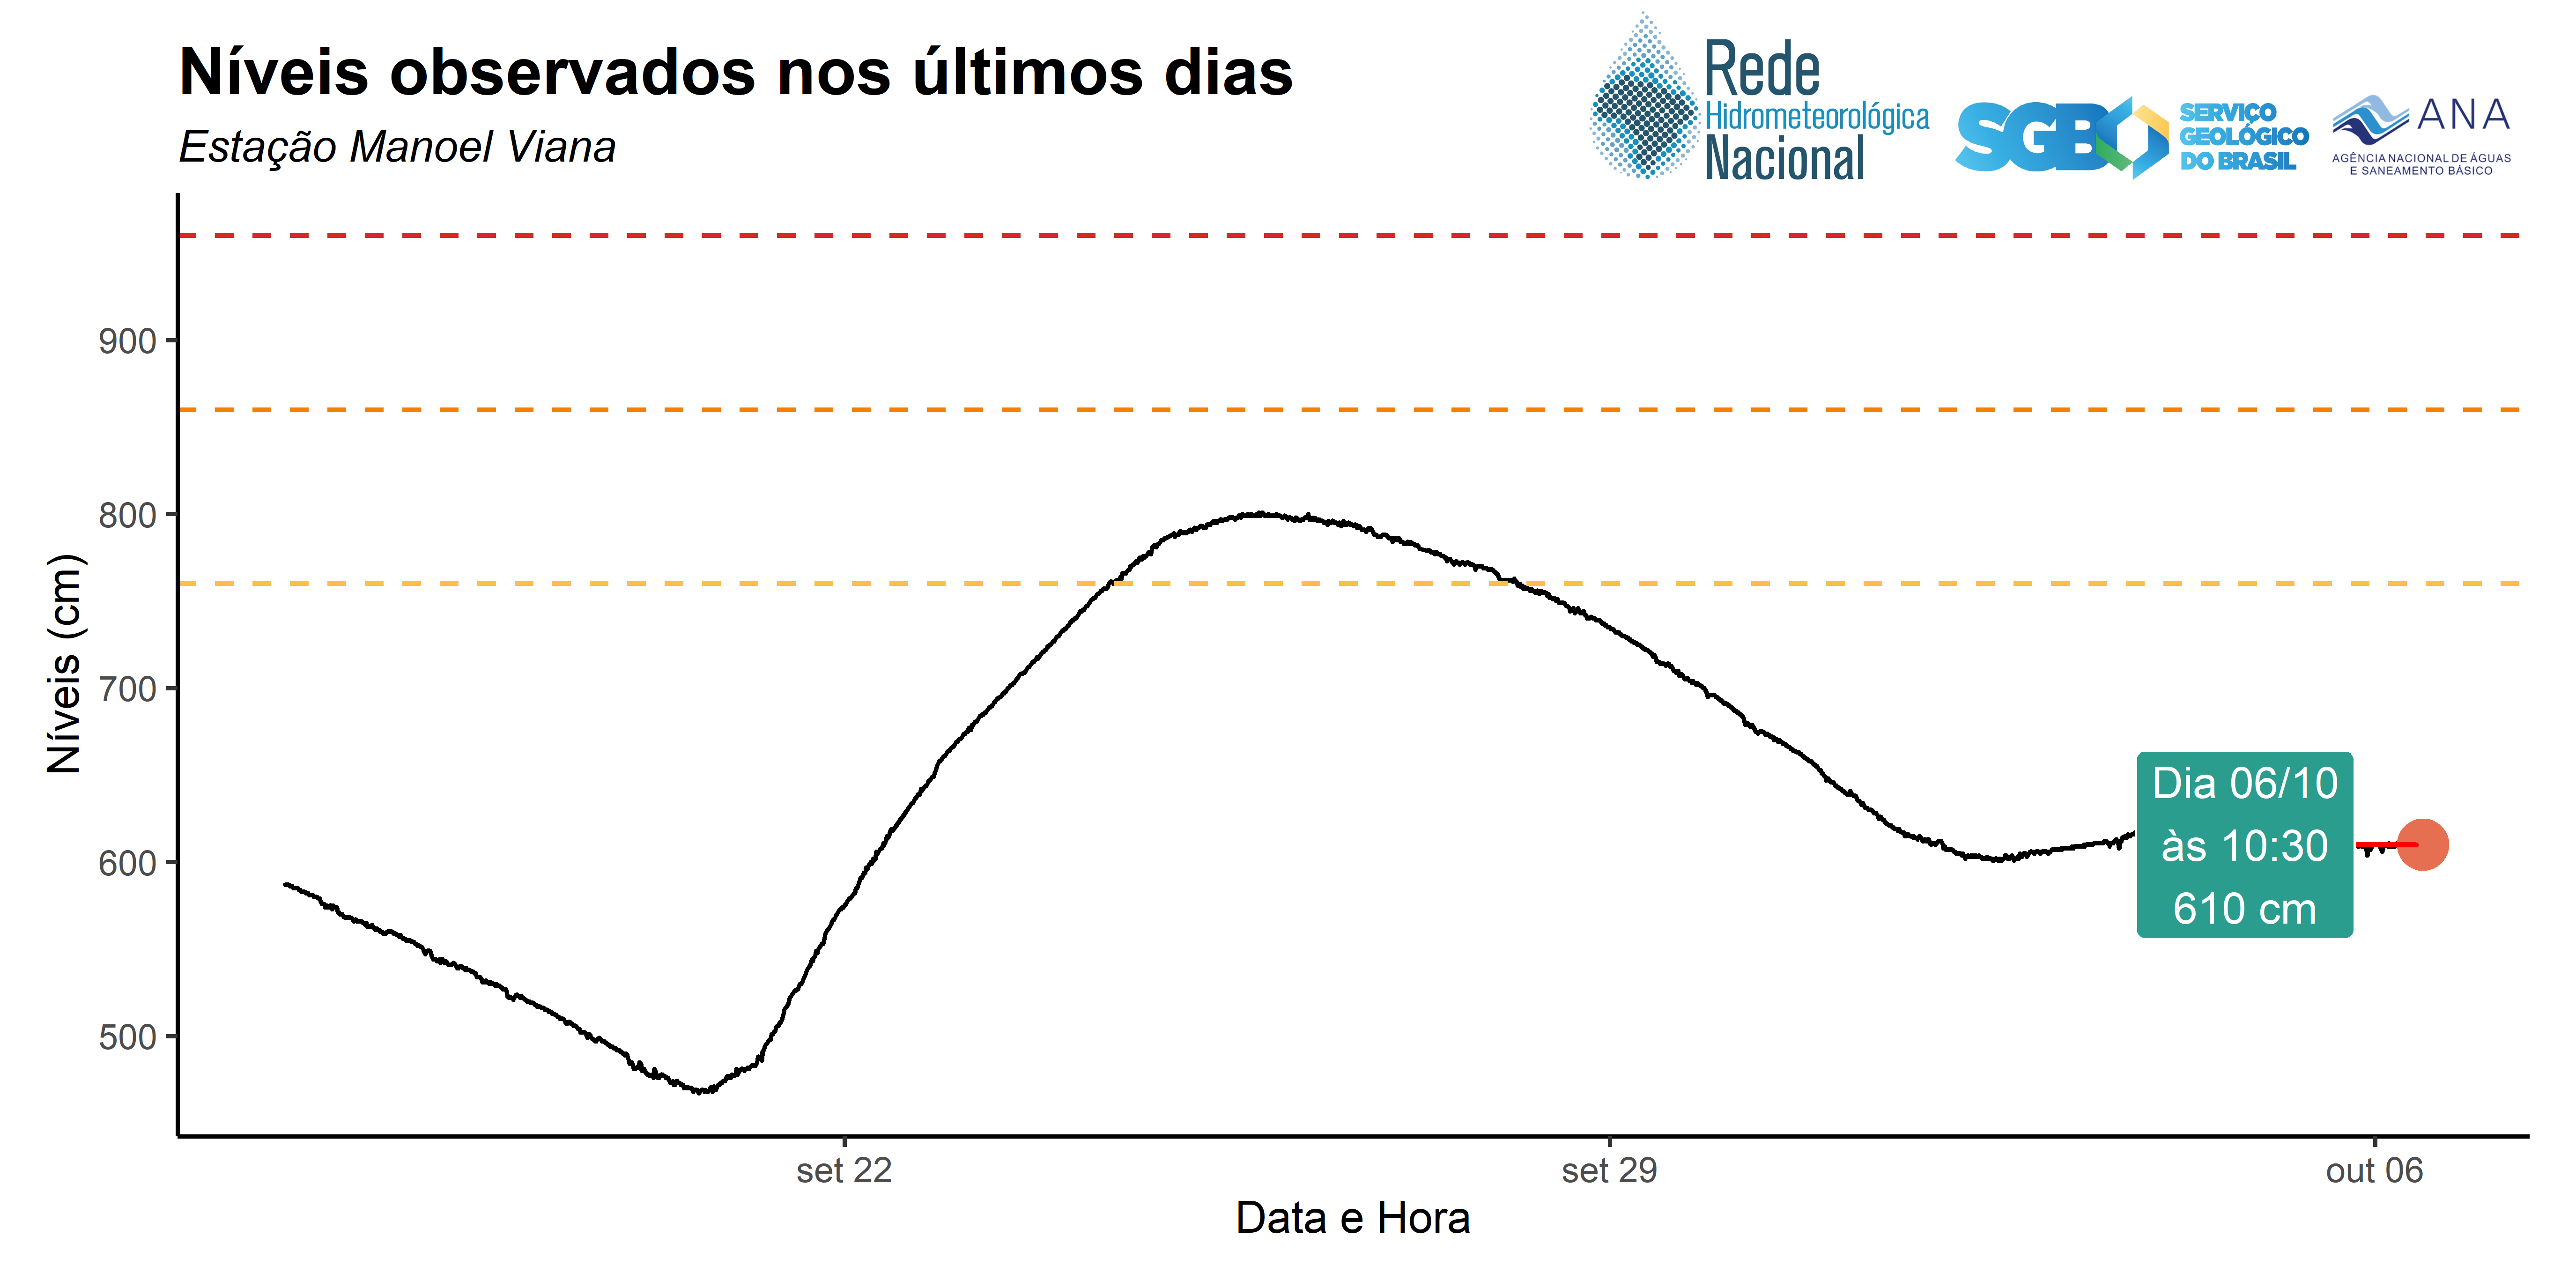 Níveis observados nos últimos dias
Estação Manoel Viana
Rede
Hidrometeorológica
Nacional
SGB
SERVIÇO
GEOLÓGICO
DO BRASIL
ANA
AGÊNCIA NACIONAL DE ÁGUAS
E SANEAMENTO BÁSICO
Níveis (cm)
900
800
700
600
500
Dia 06/10
às 10:30
610 cm
set 22
set 29
out 06
Data e Hora